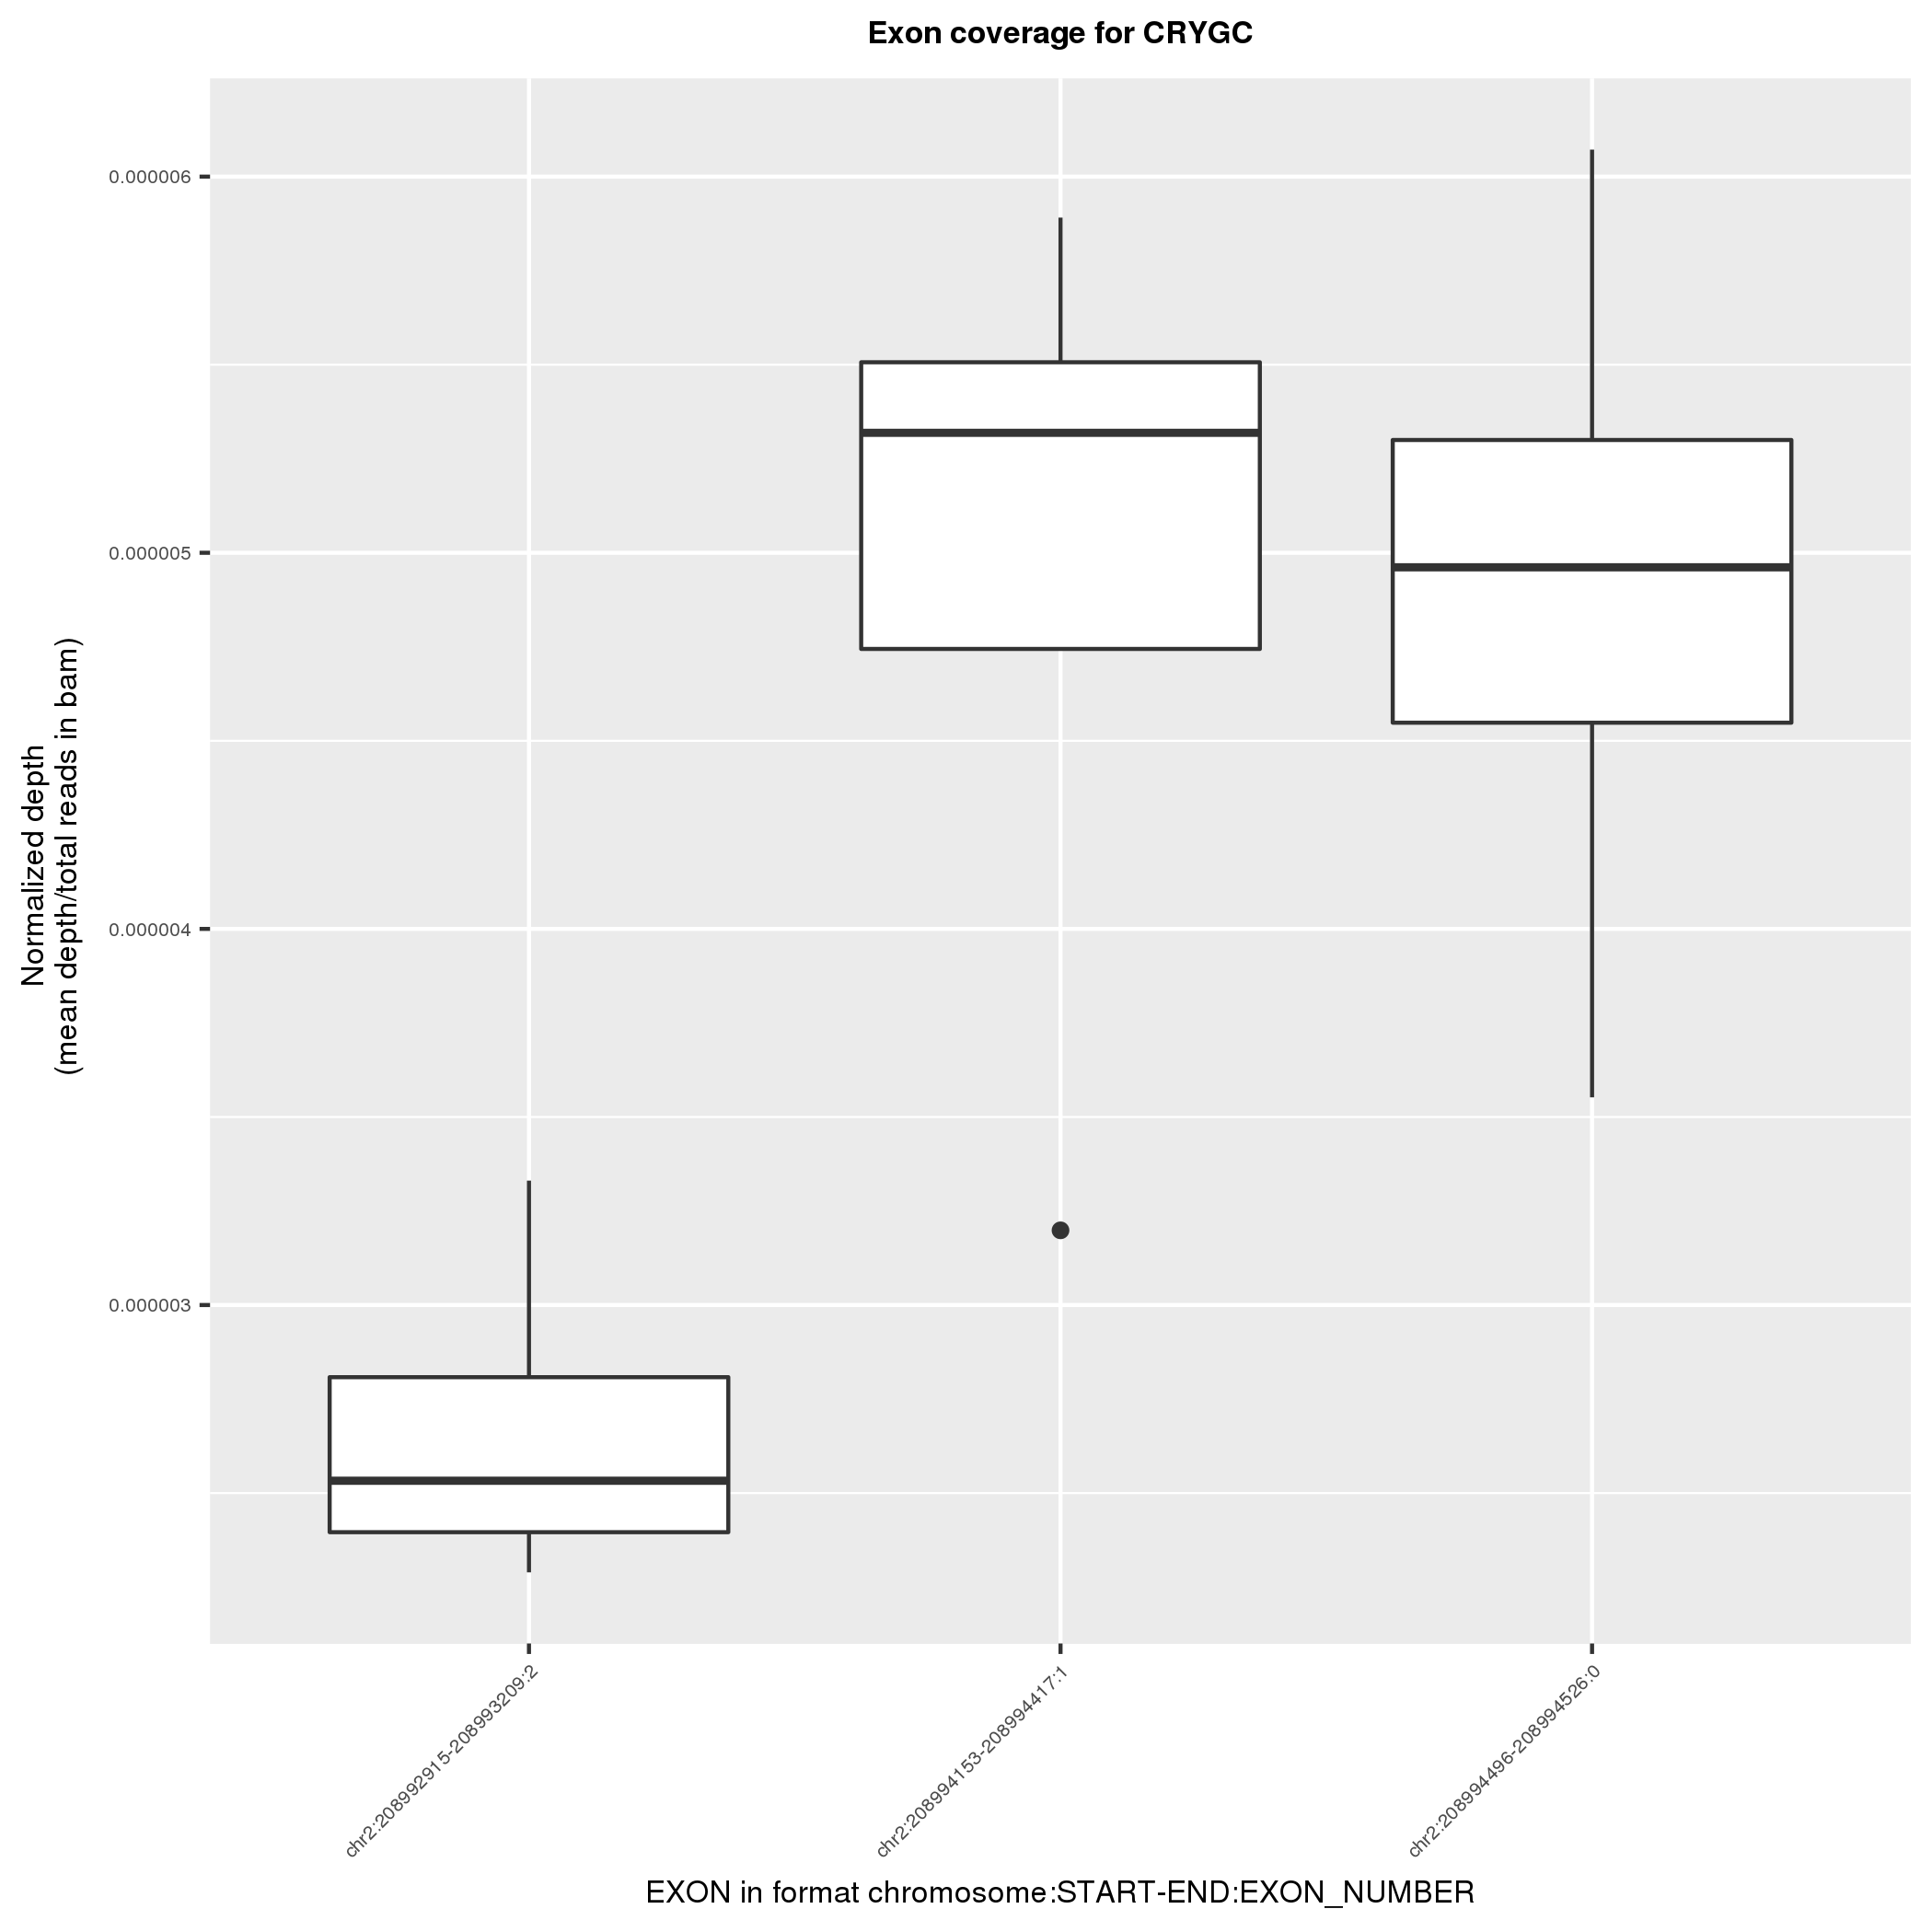 Exon coverage for CRYGC
Normalized depth
(mean depth/total reads in bam)
0.000006
0.000005
0.000004
0.000003
chr2:208992915-208993209:2
chr2:208994153-208994417:1
chr2:208994496-208994526:0
EXON in format chromosome:START-END:EXON_NUMBER